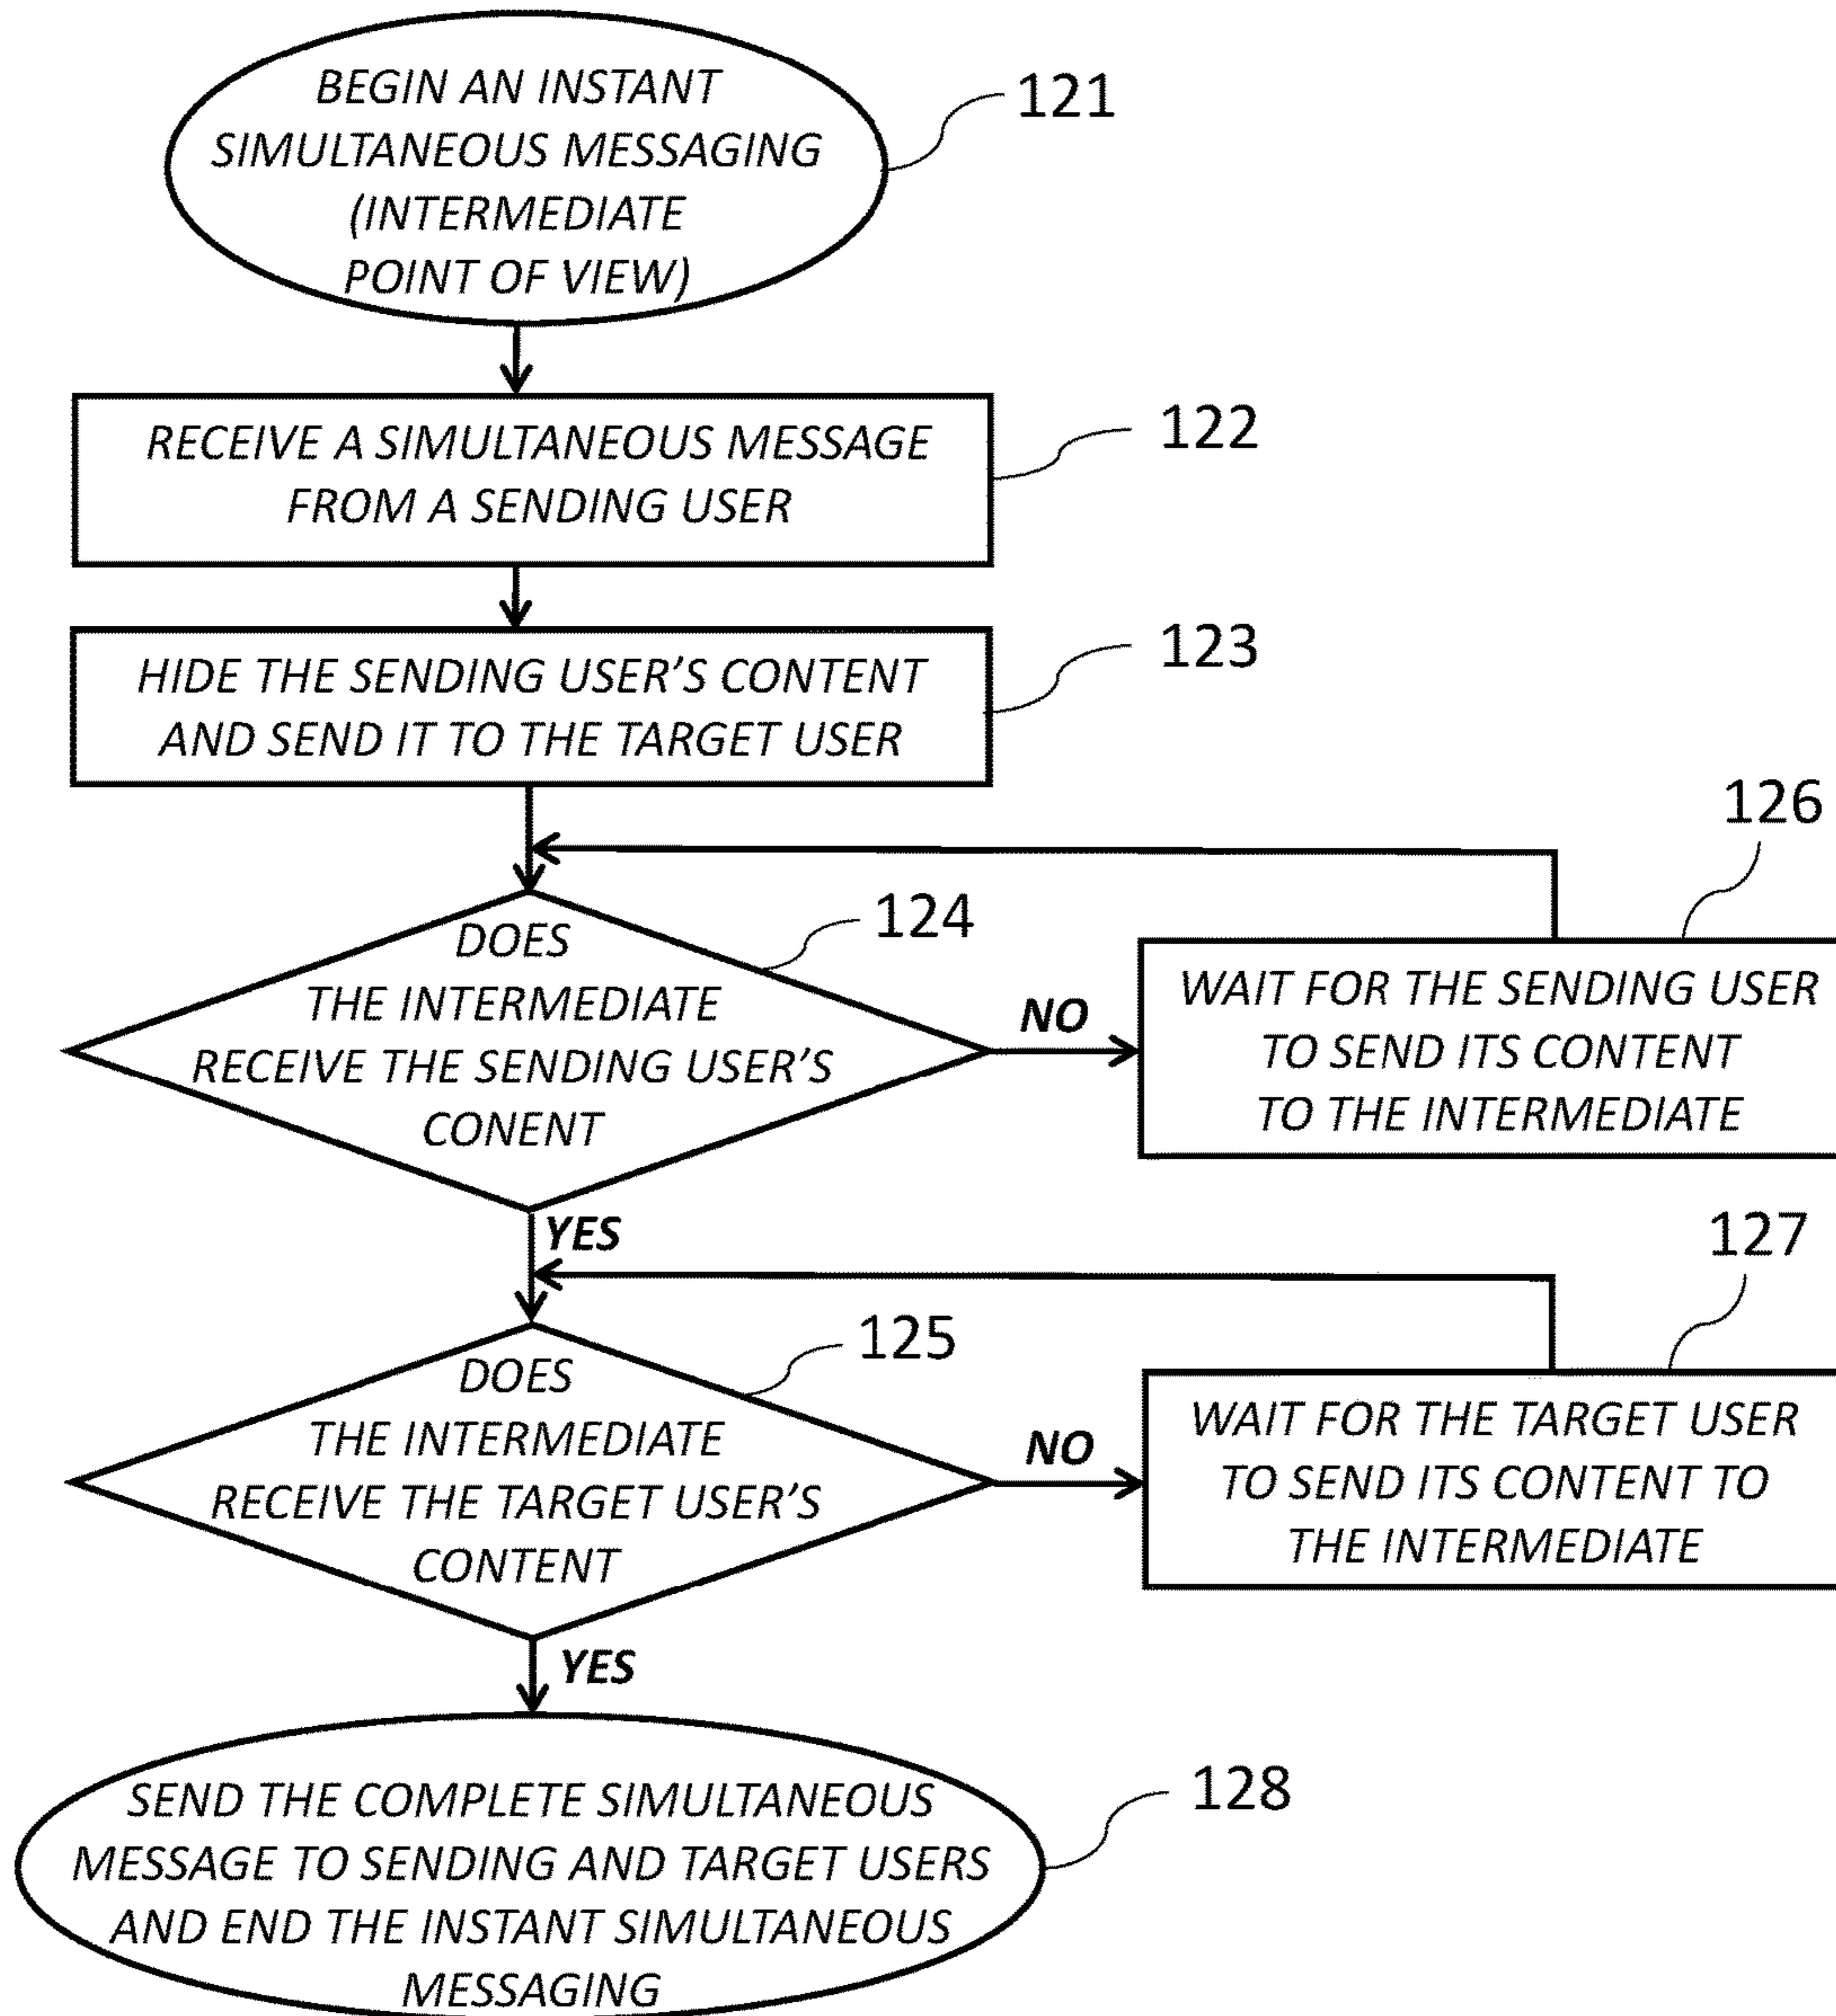 BEGIN AN INSTANT
SIMULTANEOUS MESSAGING
(INTERMEDIATE
POINT OF VIEW)
121
RECEIVE A SIMULTANEOUS MESSAGE
FROM A SENDING USER
122
HIDE THE SENDING USER'S CONTENT
AND SEND IT TO THE TARGET USER
123
DOES
THE INTERMEDIATE
RECEIVE THE SENDING USER'S
CONENT
124
NO
126
WAIT FOR THE SENDING USER
TO SEND ITS CONTENT
TO THE INTERMEDIATE
YES
DOES
THE INTERMEDIATE
RECEIVE THE TARGET USER'S
CONTENT
125
NO
127
WAIT FOR THE TARGET USER
TO SEND ITS CONTENT TO
THE INTERMEDIATE
YES
SEND THE COMPLETE SIMULTANEOUS
MESSAGE TO SENDING AND TARGET USERS
AND END THE INSTANT SIMULTANEOUS
MESSAGING
128